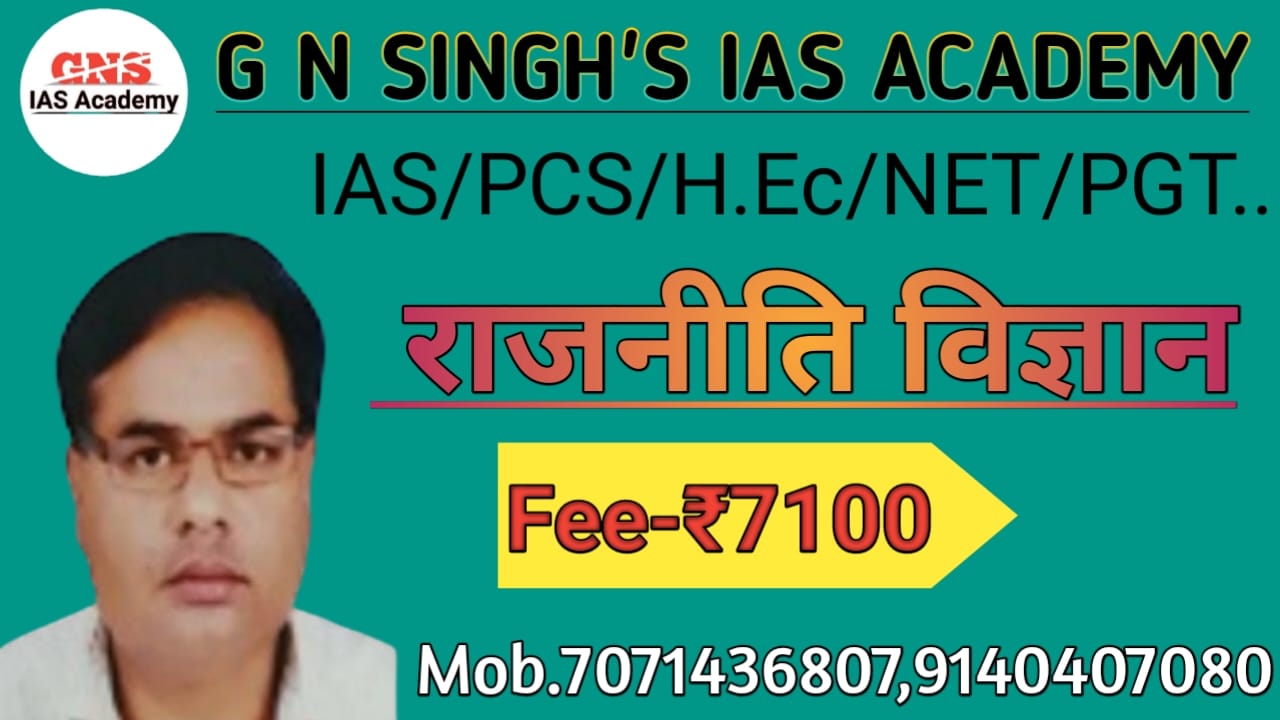 GNS
IAS Academy
G N SINGH'S IAS ACADEMY
IAS/PCS/H.Ec/NET/PGT..
राजनीति विज्ञान
Fee-₹7100
Mob.7071436807,9140407080